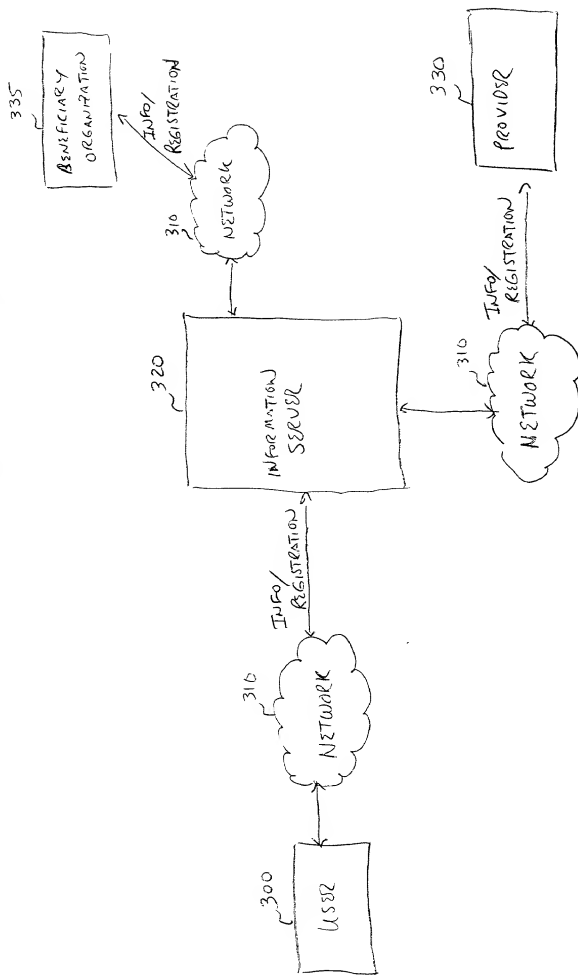 335
BENEFICIARY
ORGANIZATION
INFO/
REGISTRATION
310
NETWORK
320
INFORMATION
SERVER
330
PROVIDER
INFO/
REGISTRATION
310
NETWORK
INFO/
REGISTRATION
310
NETWORK
300
USER